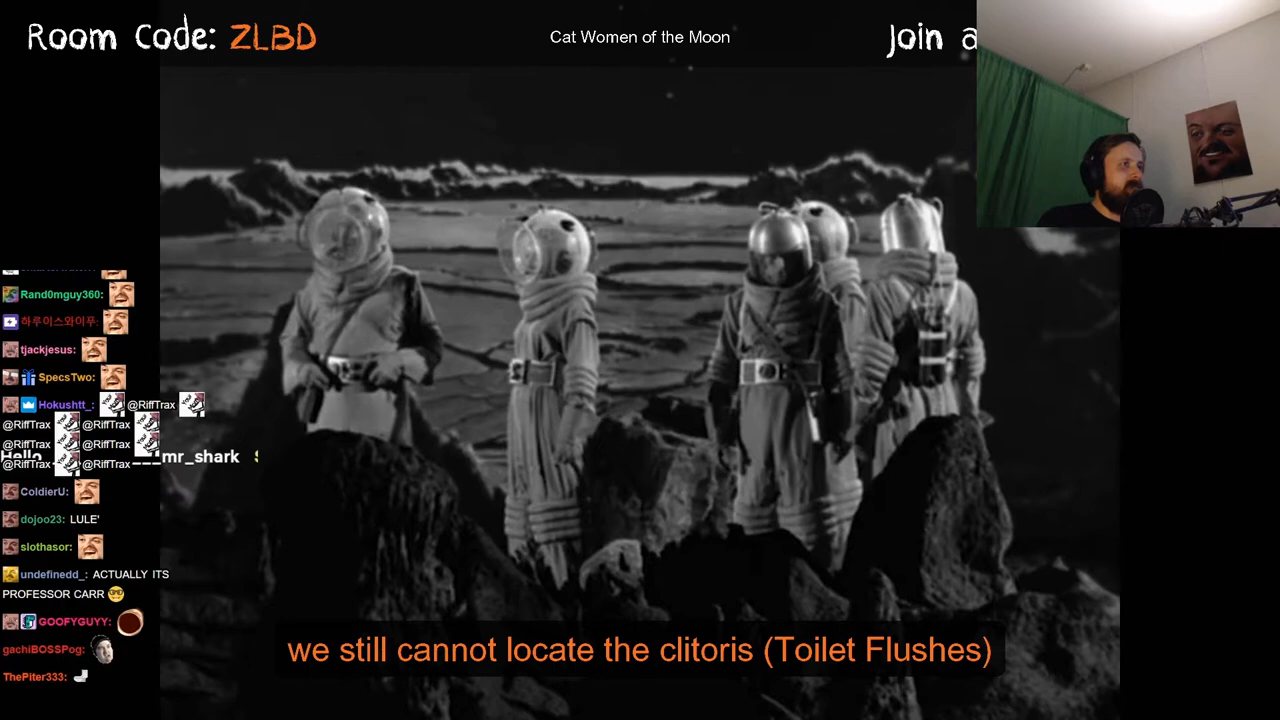 Room Code: ZLBD
Cat Women of the Moon
Join a
Rand0mguy360:
하루이스와이푸:
tjackjesus:
SpecsTwo:
Hokushtt_: @RiffTrax
@RiffTrax @RiffTrax
@RiffTrax @RiffTrax
@RiffTrax @RiffTrax
Hello mr_shark
ColdierU:
dojoo23: LULE'
slothasor:
undefinedd_: ACTUALLY ITS
PROFESSOR CARR
GOOFYGUYY:
gachiBOSSPog:
ThePiter333:
we still cannot locate the clitoris (Toilet Flushes)